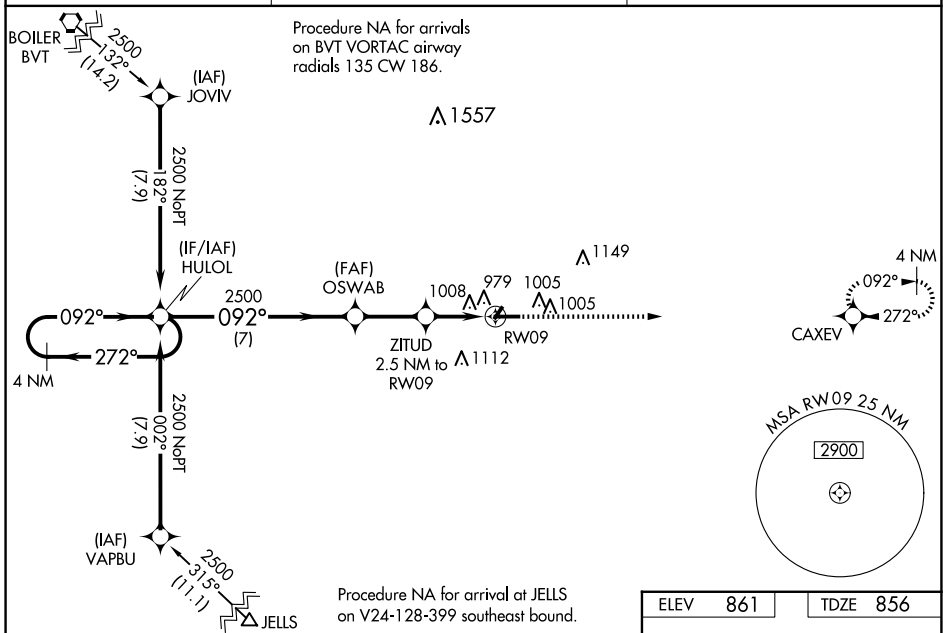 BOILER
BVT
2500
132°
(14.2)
(IAF)
JOVIV
Procedure NA for arrivals
on BVT VORTAC airway
radials 135 CW 186.
1557
2500 NoPT
182°
(7.9)
(IF/IAF)
HULOL
092°
272°
4 NM
2500
092°
(7)
(FAF)
OSWAB
ZITUD
2.5 NM to
RW09
1008
979
1005
1005
1149
1112
RW09
4 NM
092°
272°
CAXEV
2500 NoPT
002°
(7.9)
(IAF)
VAPBU
2500
315°
(11.1)
JELLS
Procedure NA for arrival at JELLS
on V24-128-399 southeast bound.
MSA RW09 25 NM
2900
ELEV 861
TDZE 856